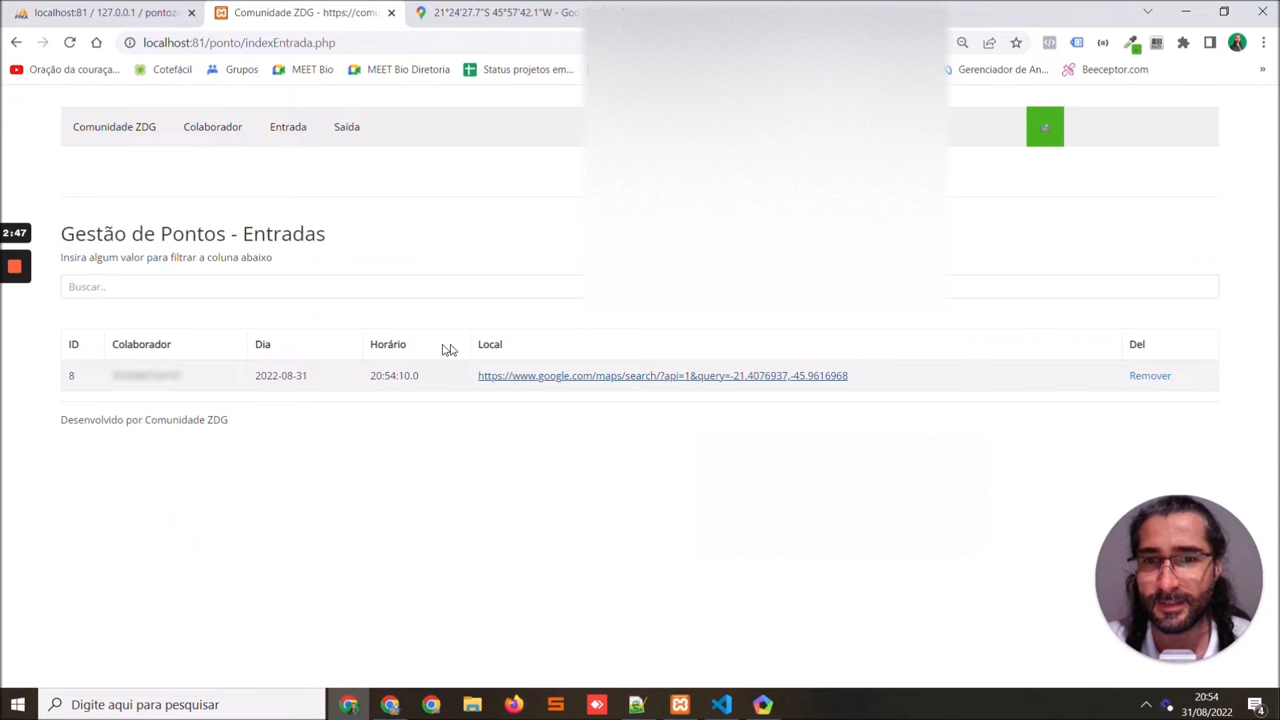 localhost:81 / 127.0.0.1 / pontoz
Comunidade ZDG - https://comu
21°24'27.7"S 45°57'42.1"W - Goo
localhost:81/ponto/indexEntrada.php
Oração da couraça...
Cotefácil
Grupos
MEET Bio
MEET Bio Diretoria
Status projetos em...
Gerenciador de An...
Beeceptor.com
»
Comunidade ZDG
Colaborador
Entrada
Saída
2:47
Gestão de Pontos - Entradas
Insira algum valor para filtrar a coluna abaixo
Buscar..
ID Colaborador Dia Horário Local Del
8 2022-08-31 20:54:10.0 https://www.google.com/maps/search/?api=1&query=-21.4076937,-45.9616968 Remover
Desenvolvido por Comunidade ZDG
Digite aqui para pesquisar
20:54
31/08/2022
4